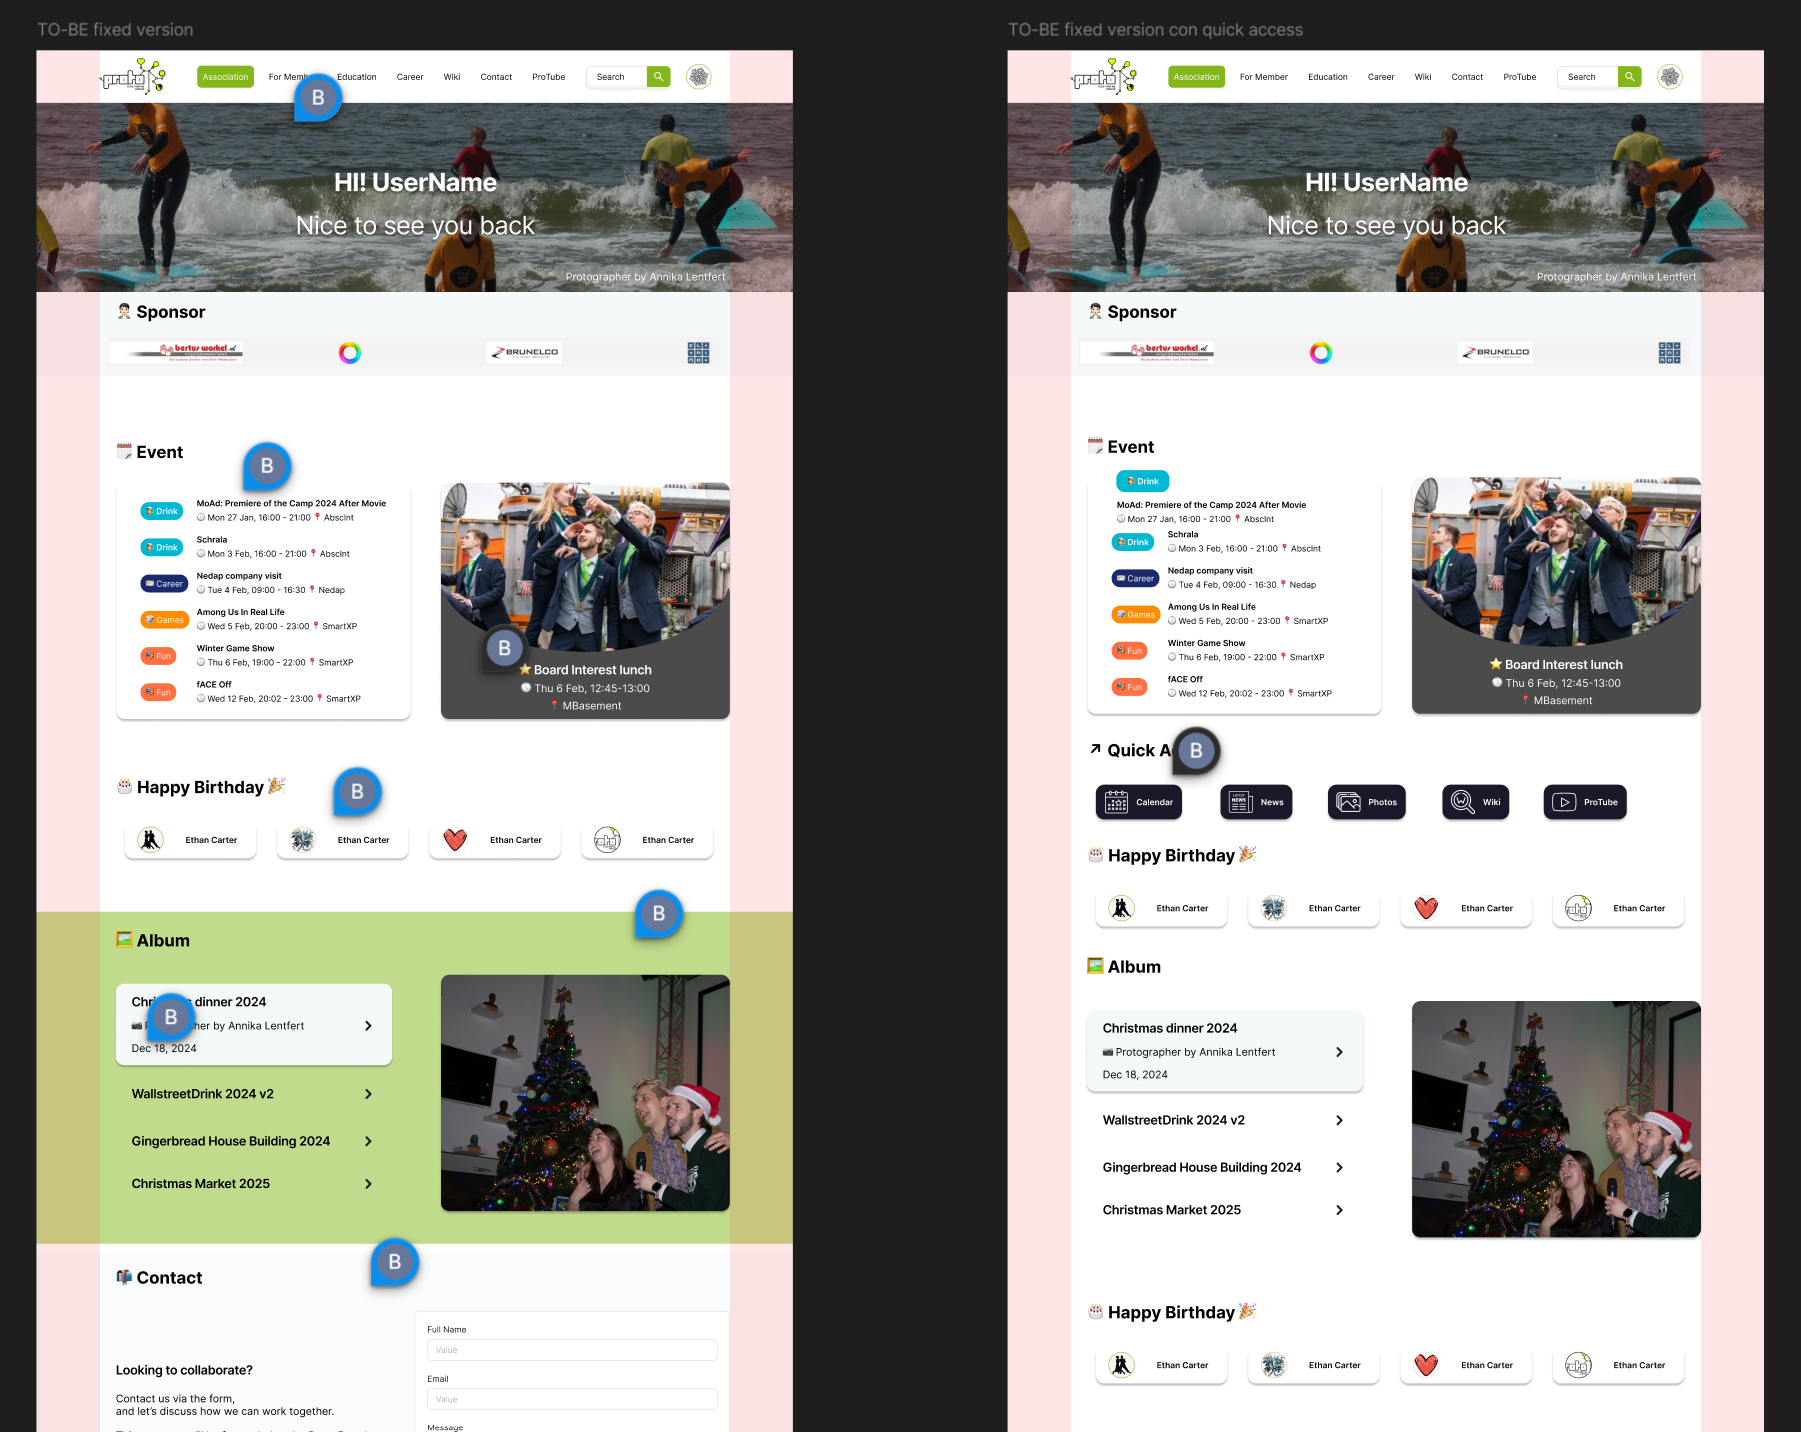 TO-BE fixed version
proto
Association
Education
Career
Wiki
Contact
ProTube
Search
B
HI! UserName
Nice to see you back
Protographer by Annika Lentfert
Sponsor
bertus workel.nl
BRUNELCO
Event
B
Drink
MoAd: Premiere of the Camp 2024 After Movie
Mon 27 Jan, 16:00 - 21:00 AbscInt
Drink
Schrala
Mon 3 Feb, 16:00 - 21:00 AbscInt
Career
Nedap company visit
Tue 4 Feb, 09:00 - 16:30 Nedap
Games
Among Us In Real Life
Wed 5 Feb, 20:00 - 23:00 SmartXP
Fun
Winter Game Show
Thu 6 Feb, 19:00 - 22:00 SmartXP
Fun
fACE Off
Wed 12 Feb, 20:02 - 23:00 SmartXP
B
Board Interest lunch
Thu 6 Feb, 12:45-13:00
MBasement
Happy Birthday
B
Ethan Carter
Ethan Carter
Ethan Carter
Ethan Carter
B
Album
dinner 2024
B
by Annika Lentfert
Dec 18, 2024
WallstreetDrink 2024 v2
Gingerbread House Building 2024
Christmas Market 2025
B
Contact
Full Name
Value
Looking to collaborate?
Email
Value
Contact us via the form,
and let's discuss how we can work together.
Message
TO-BE fixed version con quick access
proto
Association
For Member
Education
Career
Wiki
Contact
ProTube
Search
HI! UserName
Nice to see you back
Protographer by Annika Lentfert
Sponsor
bertus workel.nl
BRUNELCO
Event
Drink
MoAd: Premiere of the Camp 2024 After Movie
Mon 27 Jan, 16:00 - 21:00 AbscInt
Drink
Schrala
Mon 3 Feb, 16:00 - 21:00 AbscInt
Career
Nedap company visit
Tue 4 Feb, 09:00 - 16:30 Nedap
Games
Among Us In Real Life
Wed 5 Feb, 20:00 - 23:00 SmartXP
Fun
Winter Game Show
Thu 6 Feb, 19:00 - 22:00 SmartXP
Fun
fACE Off
Wed 12 Feb, 20:02 - 23:00 SmartXP
Board Interest lunch
Thu 6 Feb, 12:45-13:00
MBasement
Quick
B
Calendar
News
Photos
Wiki
ProTube
Happy Birthday
Ethan Carter
Ethan Carter
Ethan Carter
Ethan Carter
Album
Christmas dinner 2024
Protographer by Annika Lentfert
Dec 18, 2024
WallstreetDrink 2024 v2
Gingerbread House Building 2024
Christmas Market 2025
Happy Birthday
Ethan Carter
Ethan Carter
Ethan Carter
Ethan Carter